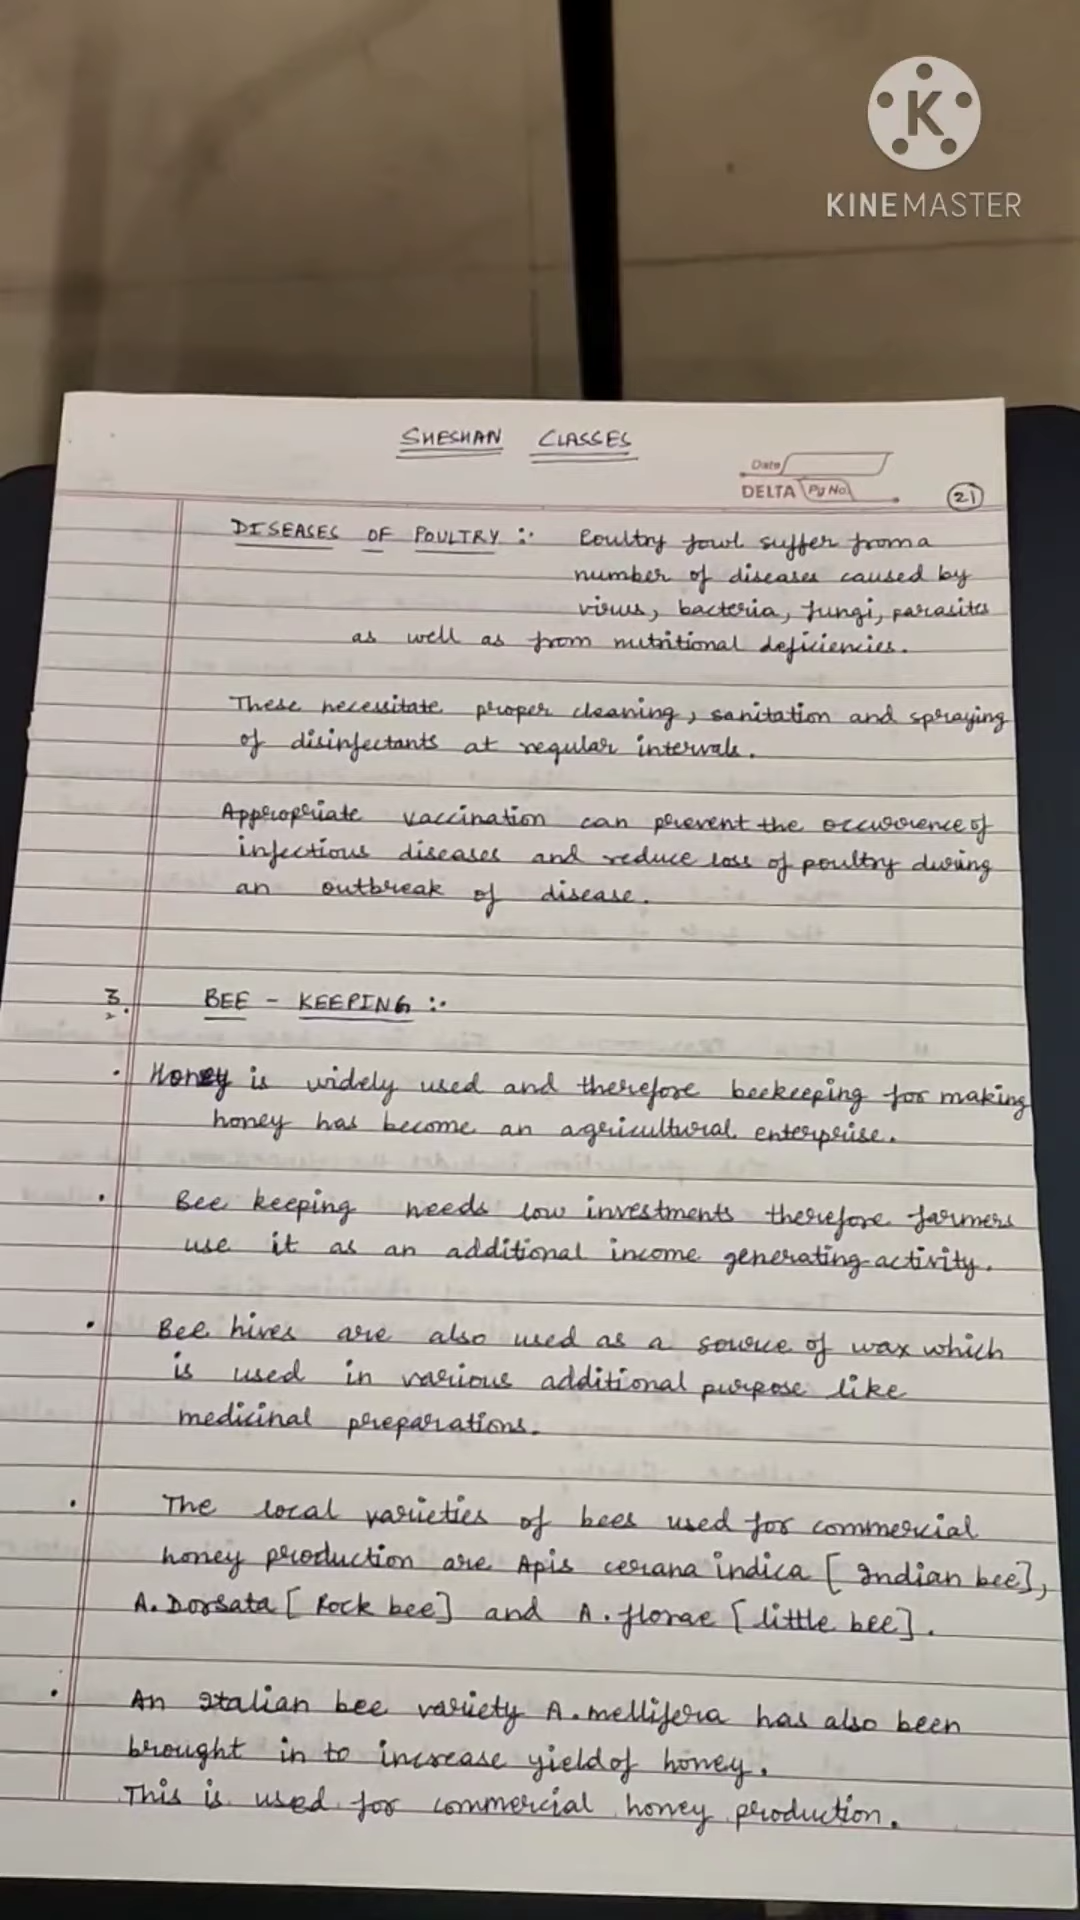 K
KINEMASTER
SHESHAN CLASSES
Date
DELTA Pg No.
21
DISEASES OF POULTRY :- Poultry fowl suffer from a
number of diseases caused by
virus, bacteria, fungi, parasites
as well as from nutritional deficiencies.
These necessitate proper cleaning, sanitation and spraying
of disinfectants at regular intervals.
Appropriate vaccination can prevent the occurrence of
infectious diseases and reduce loss of poultry during
an outbreak of disease.
3. BEE - KEEPING :-
• Honey is widely used and therefore beekeeping for making
honey has become an agricultural enterprise.
• Bee keeping needs low investments therefore farmers
use it as an additional income generating activity.
• Bee hives are also used as a source of wax which
is used in various additional purpose like
medicinal preparations.
• The local varieties of bees used for commercial
honey production are Apis cerana indica [Indian bee],
A. Dorsata [Rock bee] and A. florae [little bee].
• An Italian bee variety A. mellifera has also been
brought in to increase yield of honey.
This is used for commercial honey production.